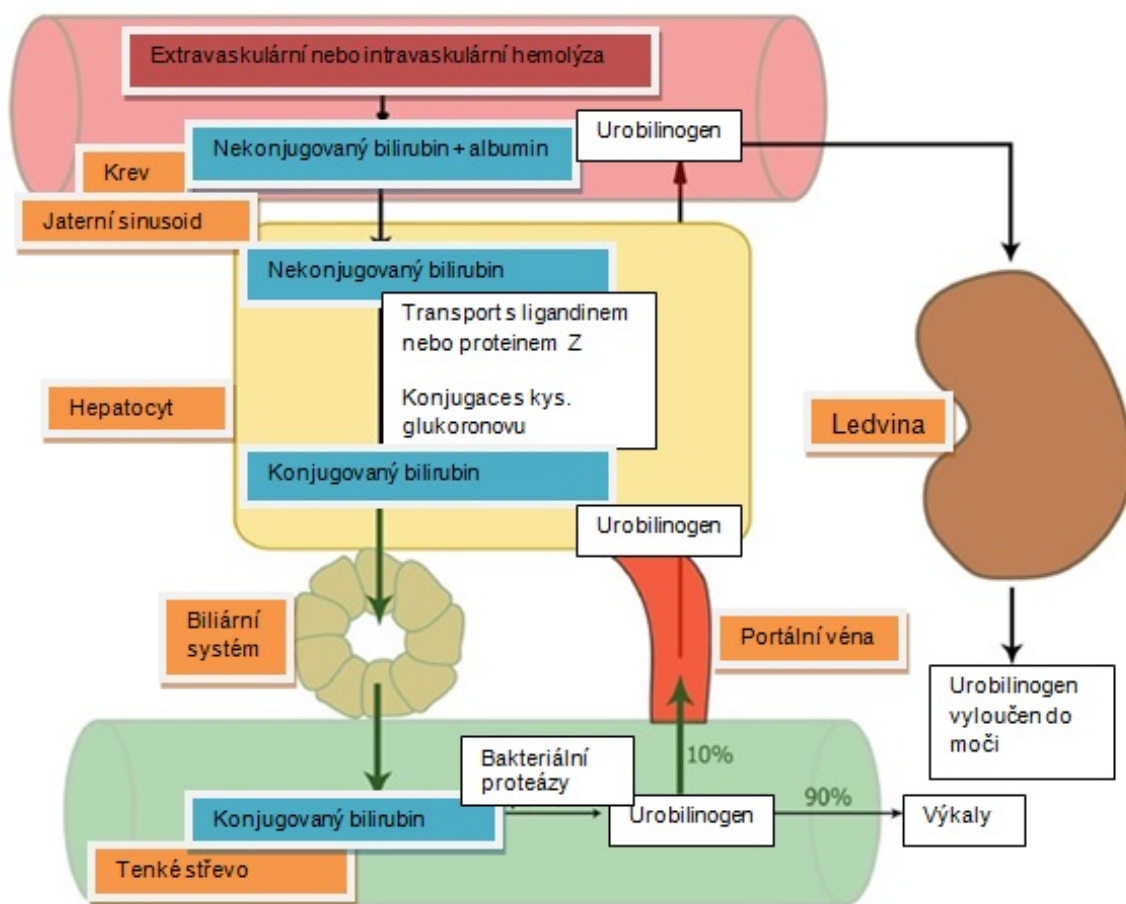 Extravaskulární nebo intravaskulární hemolýza
Urobilinogen
Nekonjugovaný bilirubin + albumin
Krev
Jaterní sinusoid
Nekonjugovaný bilirubin
Transport s ligandinem
nebo proteinem Z
Konjugace s kys.
glukoronovu
Hepatocyt
Ledvina
Konjugovaný bilirubin
Urobilinogen
Biliární
systém
Portální véna
Urobilinogen
vyloučen do
moči
Bakteriální
proteázy
10%
90%
Konjugovaný bilirubin
Urobilinogen
Výkaly
Tenké střevo